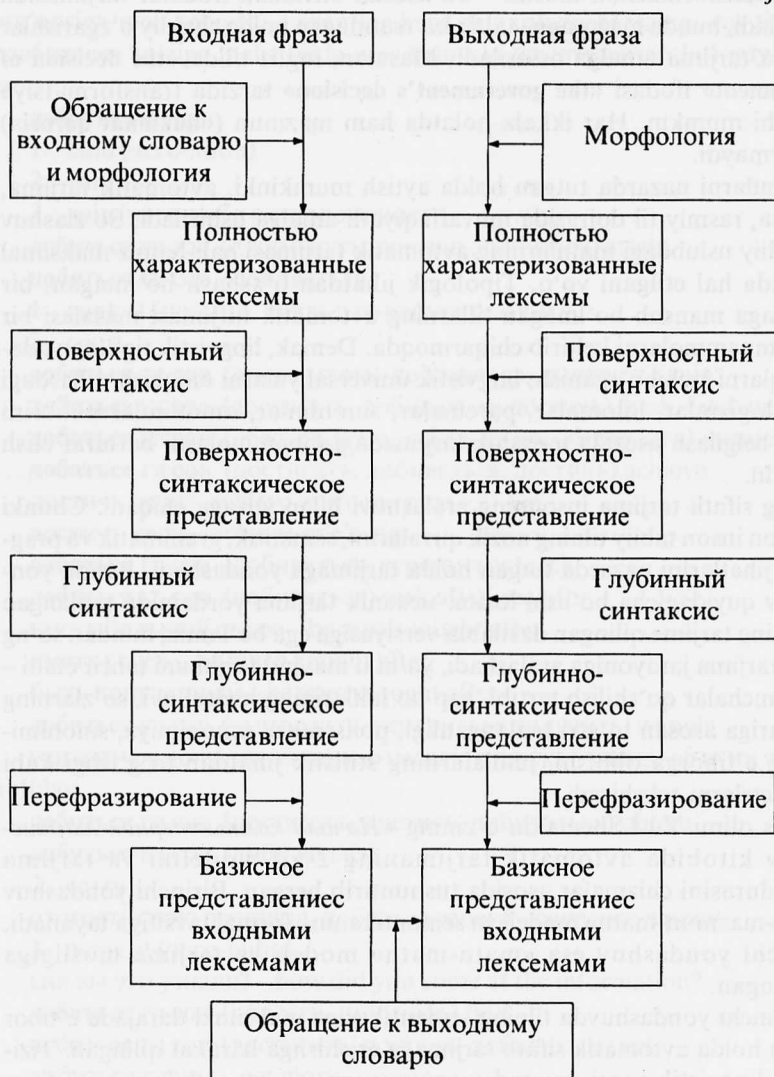 Входная фраза
Выходная фраза
Обращение к
входному словарю
и морфология
Морфология
Полностью
характеризованные
лексемы
Полностью
характеризованные
лексемы
Поверхностный
синтаксис
Поверхностный
синтаксис
Поверхностно-
синтаксическое
представление
Поверхностно-
синтаксическое
представление
Глубинный
синтаксис
Глубинный
синтаксис
Глубинно-
синтаксическое
представление
Глубинно-
синтаксическое
представление
Перефразирование
Перефразирование
Базисное
представлениес
входными
лексемами
Базисное
представлениес
входными
лексемами
Обращение к выходному
словарю